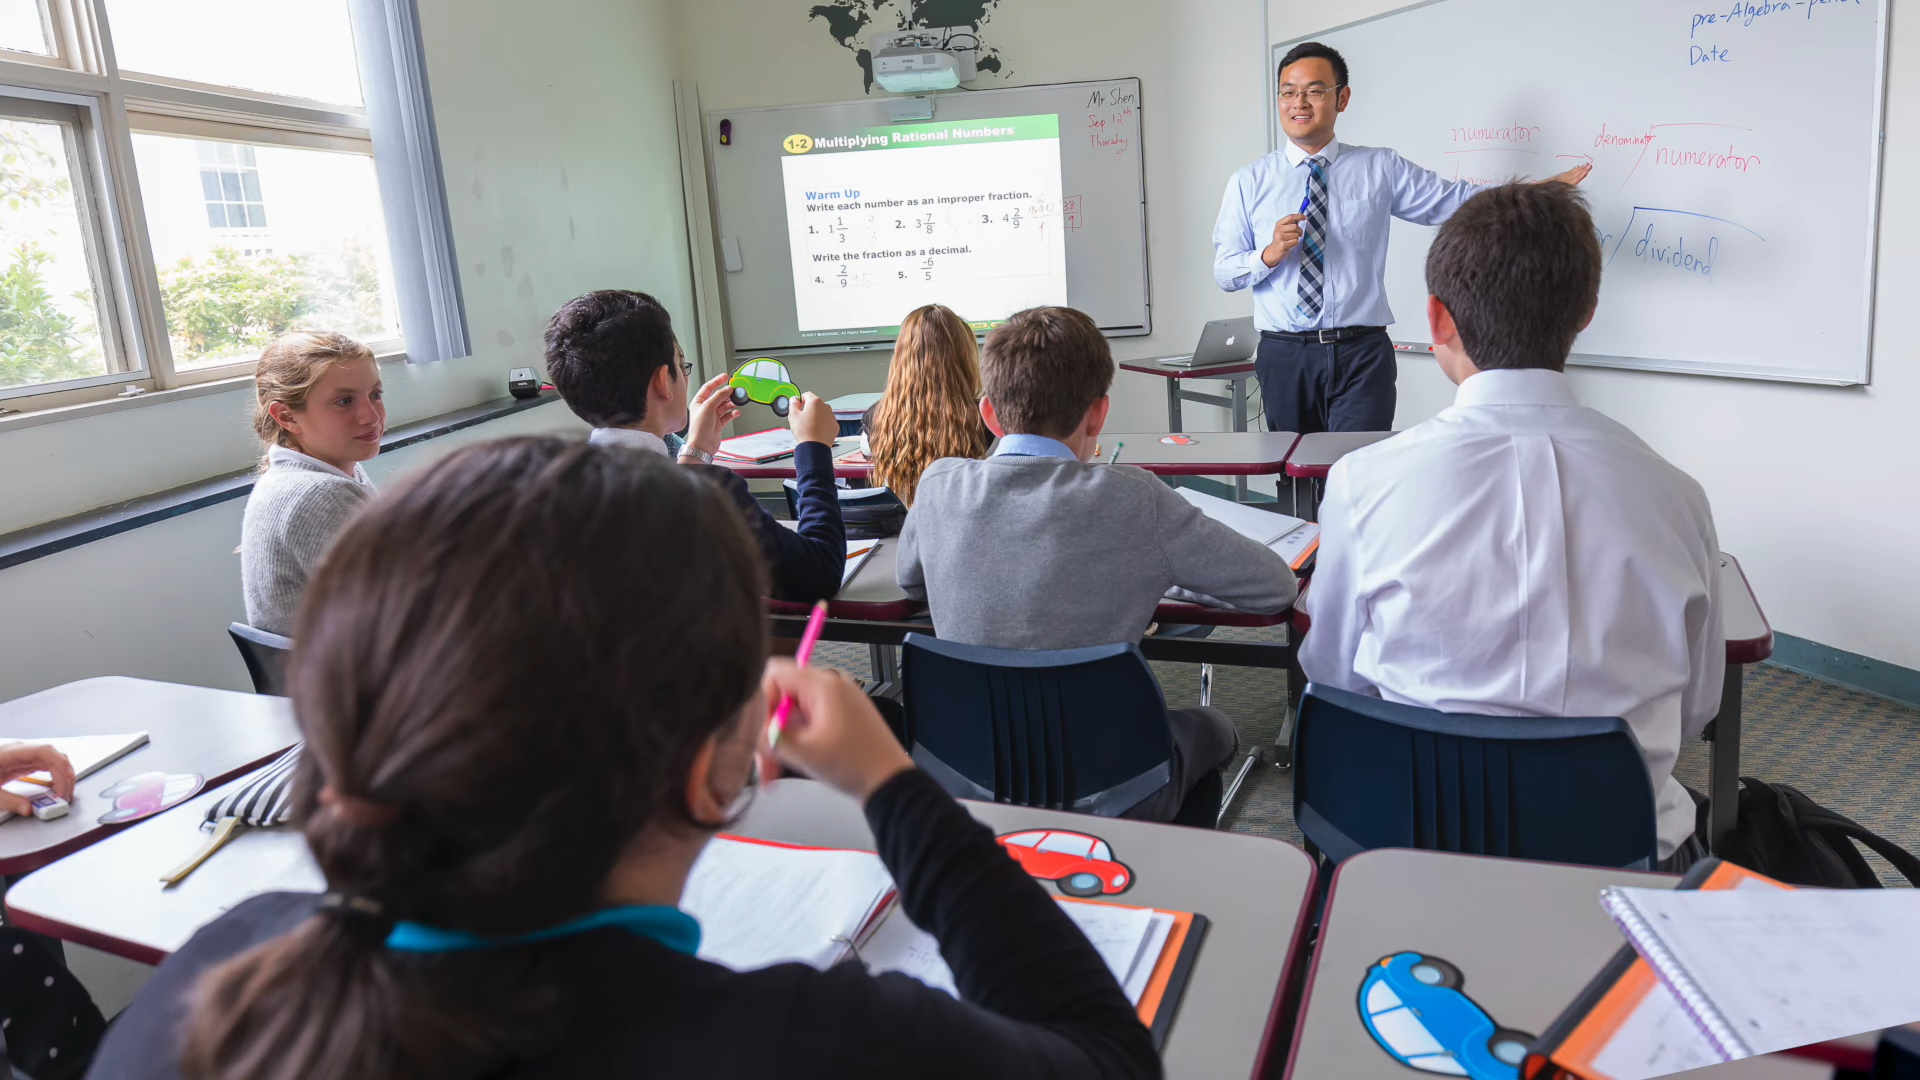 1-2 Multiplying Rational Numbers
Warm Up
Write each number as an improper fraction.
1. 1 1/3 2. 3 7/8 3. 4 2/9
38/9
Write the fraction as a decimal.
4. 2/9 5. -6/5
Mr. Shen
Sep 12th
Thursday
pre-Algebra-
Date
numerator
denominator
numerator
dividend